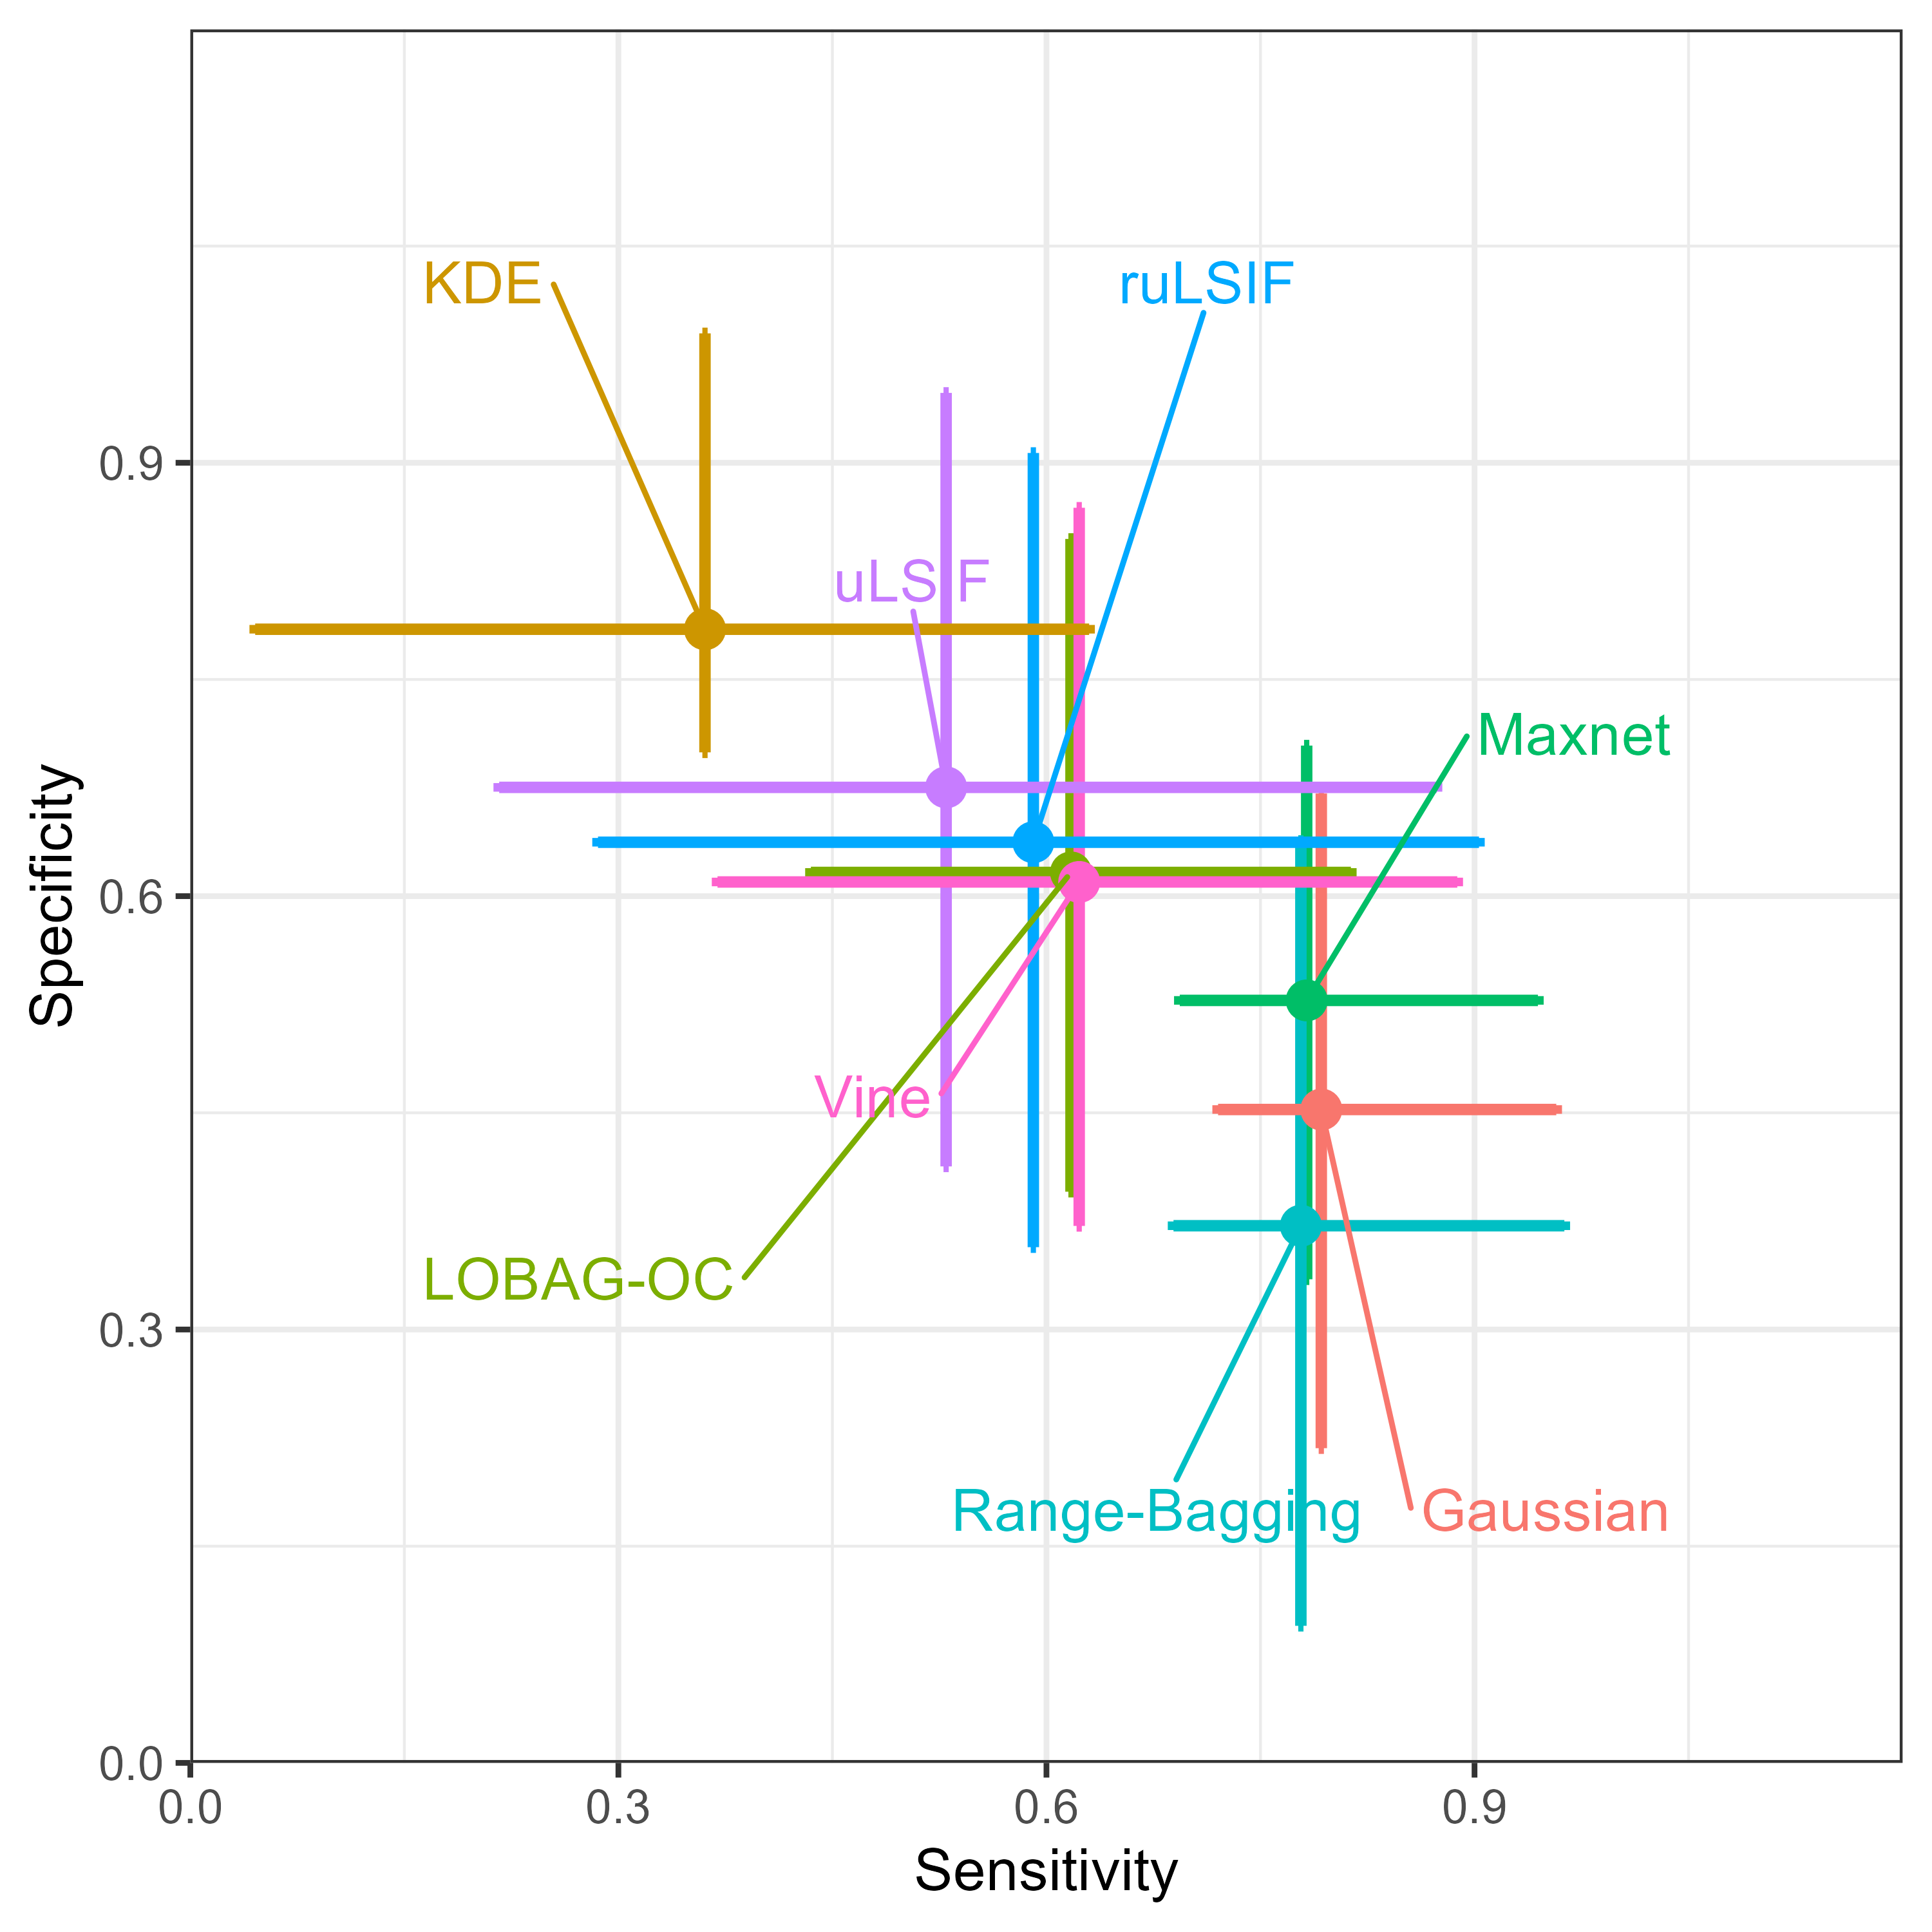 KDE
ruLSIF
uLSIF
Maxnet
Vine
LOBAG-OC
Range-Bagging
Gaussian
Specificity
0.9
0.6
0.3
0.0
0.0
0.3
0.6
0.9
Sensitivity